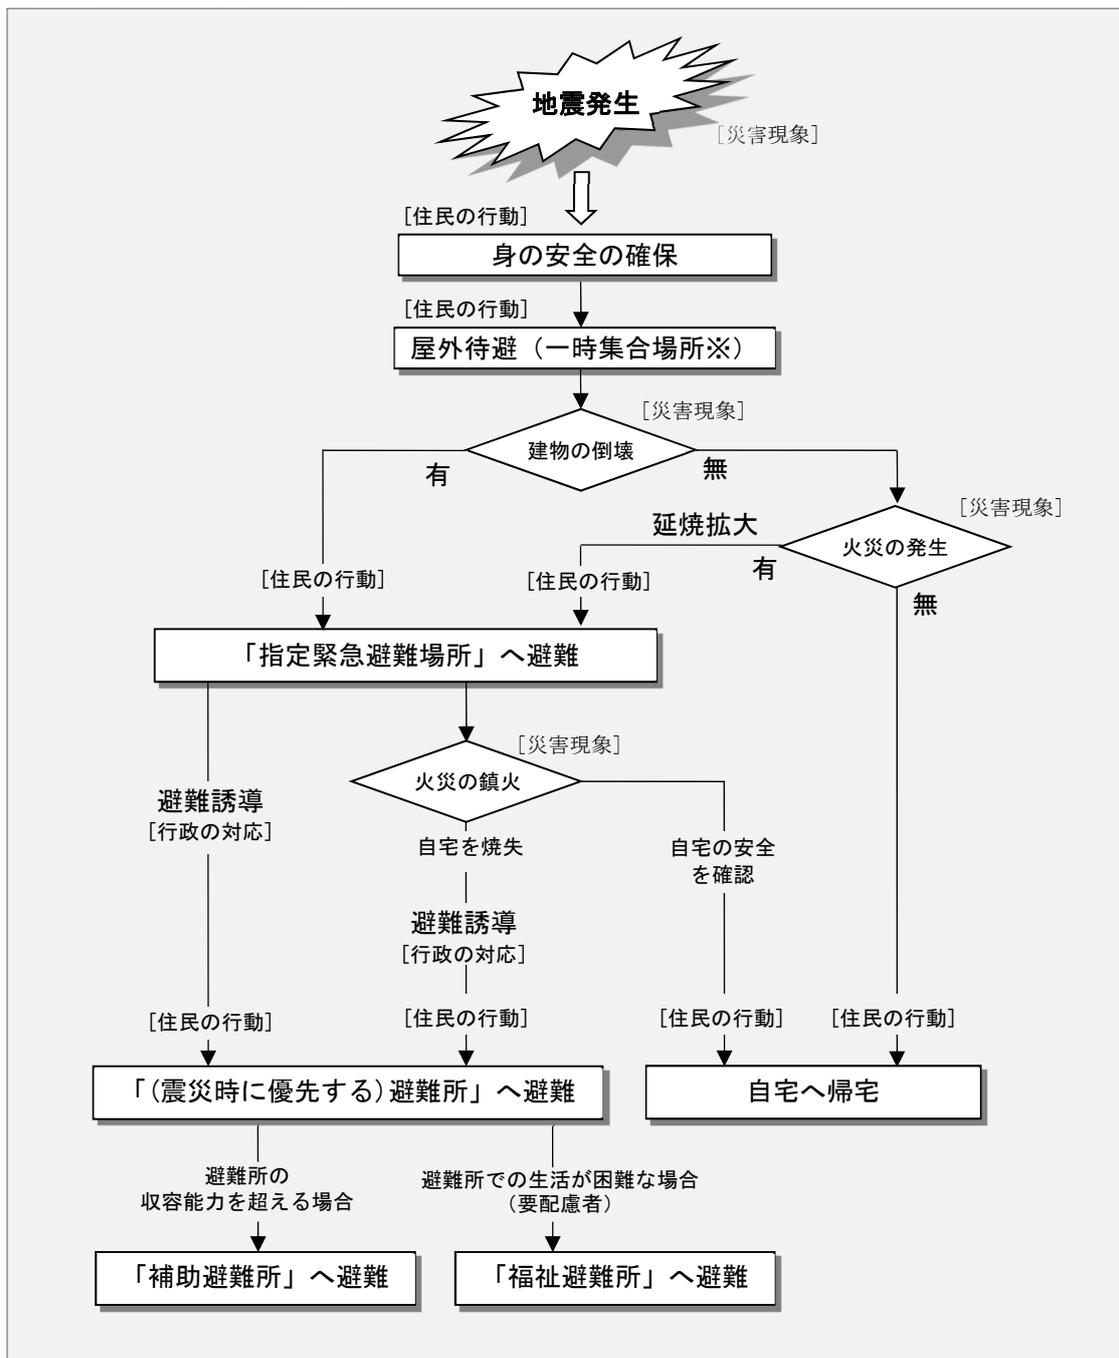 地震発生
[災害現象]
[住民の行動]
身の安全の確保
[住民の行動]
屋外待避（一時集合場所※）
[災害現象]
建物の倒壊
有
無
[災害現象]
火災の発生
延焼拡大
有
無
[住民の行動]
[住民の行動]
「指定緊急避難場所」へ避難
[災害現象]
火災の鎮火
避難誘導
[行政の対応]
自宅を焼失
自宅の安全
を確認
避難誘導
[行政の対応]
[住民の行動]
[住民の行動]
[住民の行動]
[住民の行動]
「(震災時に優先する)避難所」へ避難
自宅へ帰宅
避難所の
収容能力を超える場合
避難所での生活が困難な場合
（要配慮者）
「補助避難所」へ避難
「福祉避難所」へ避難